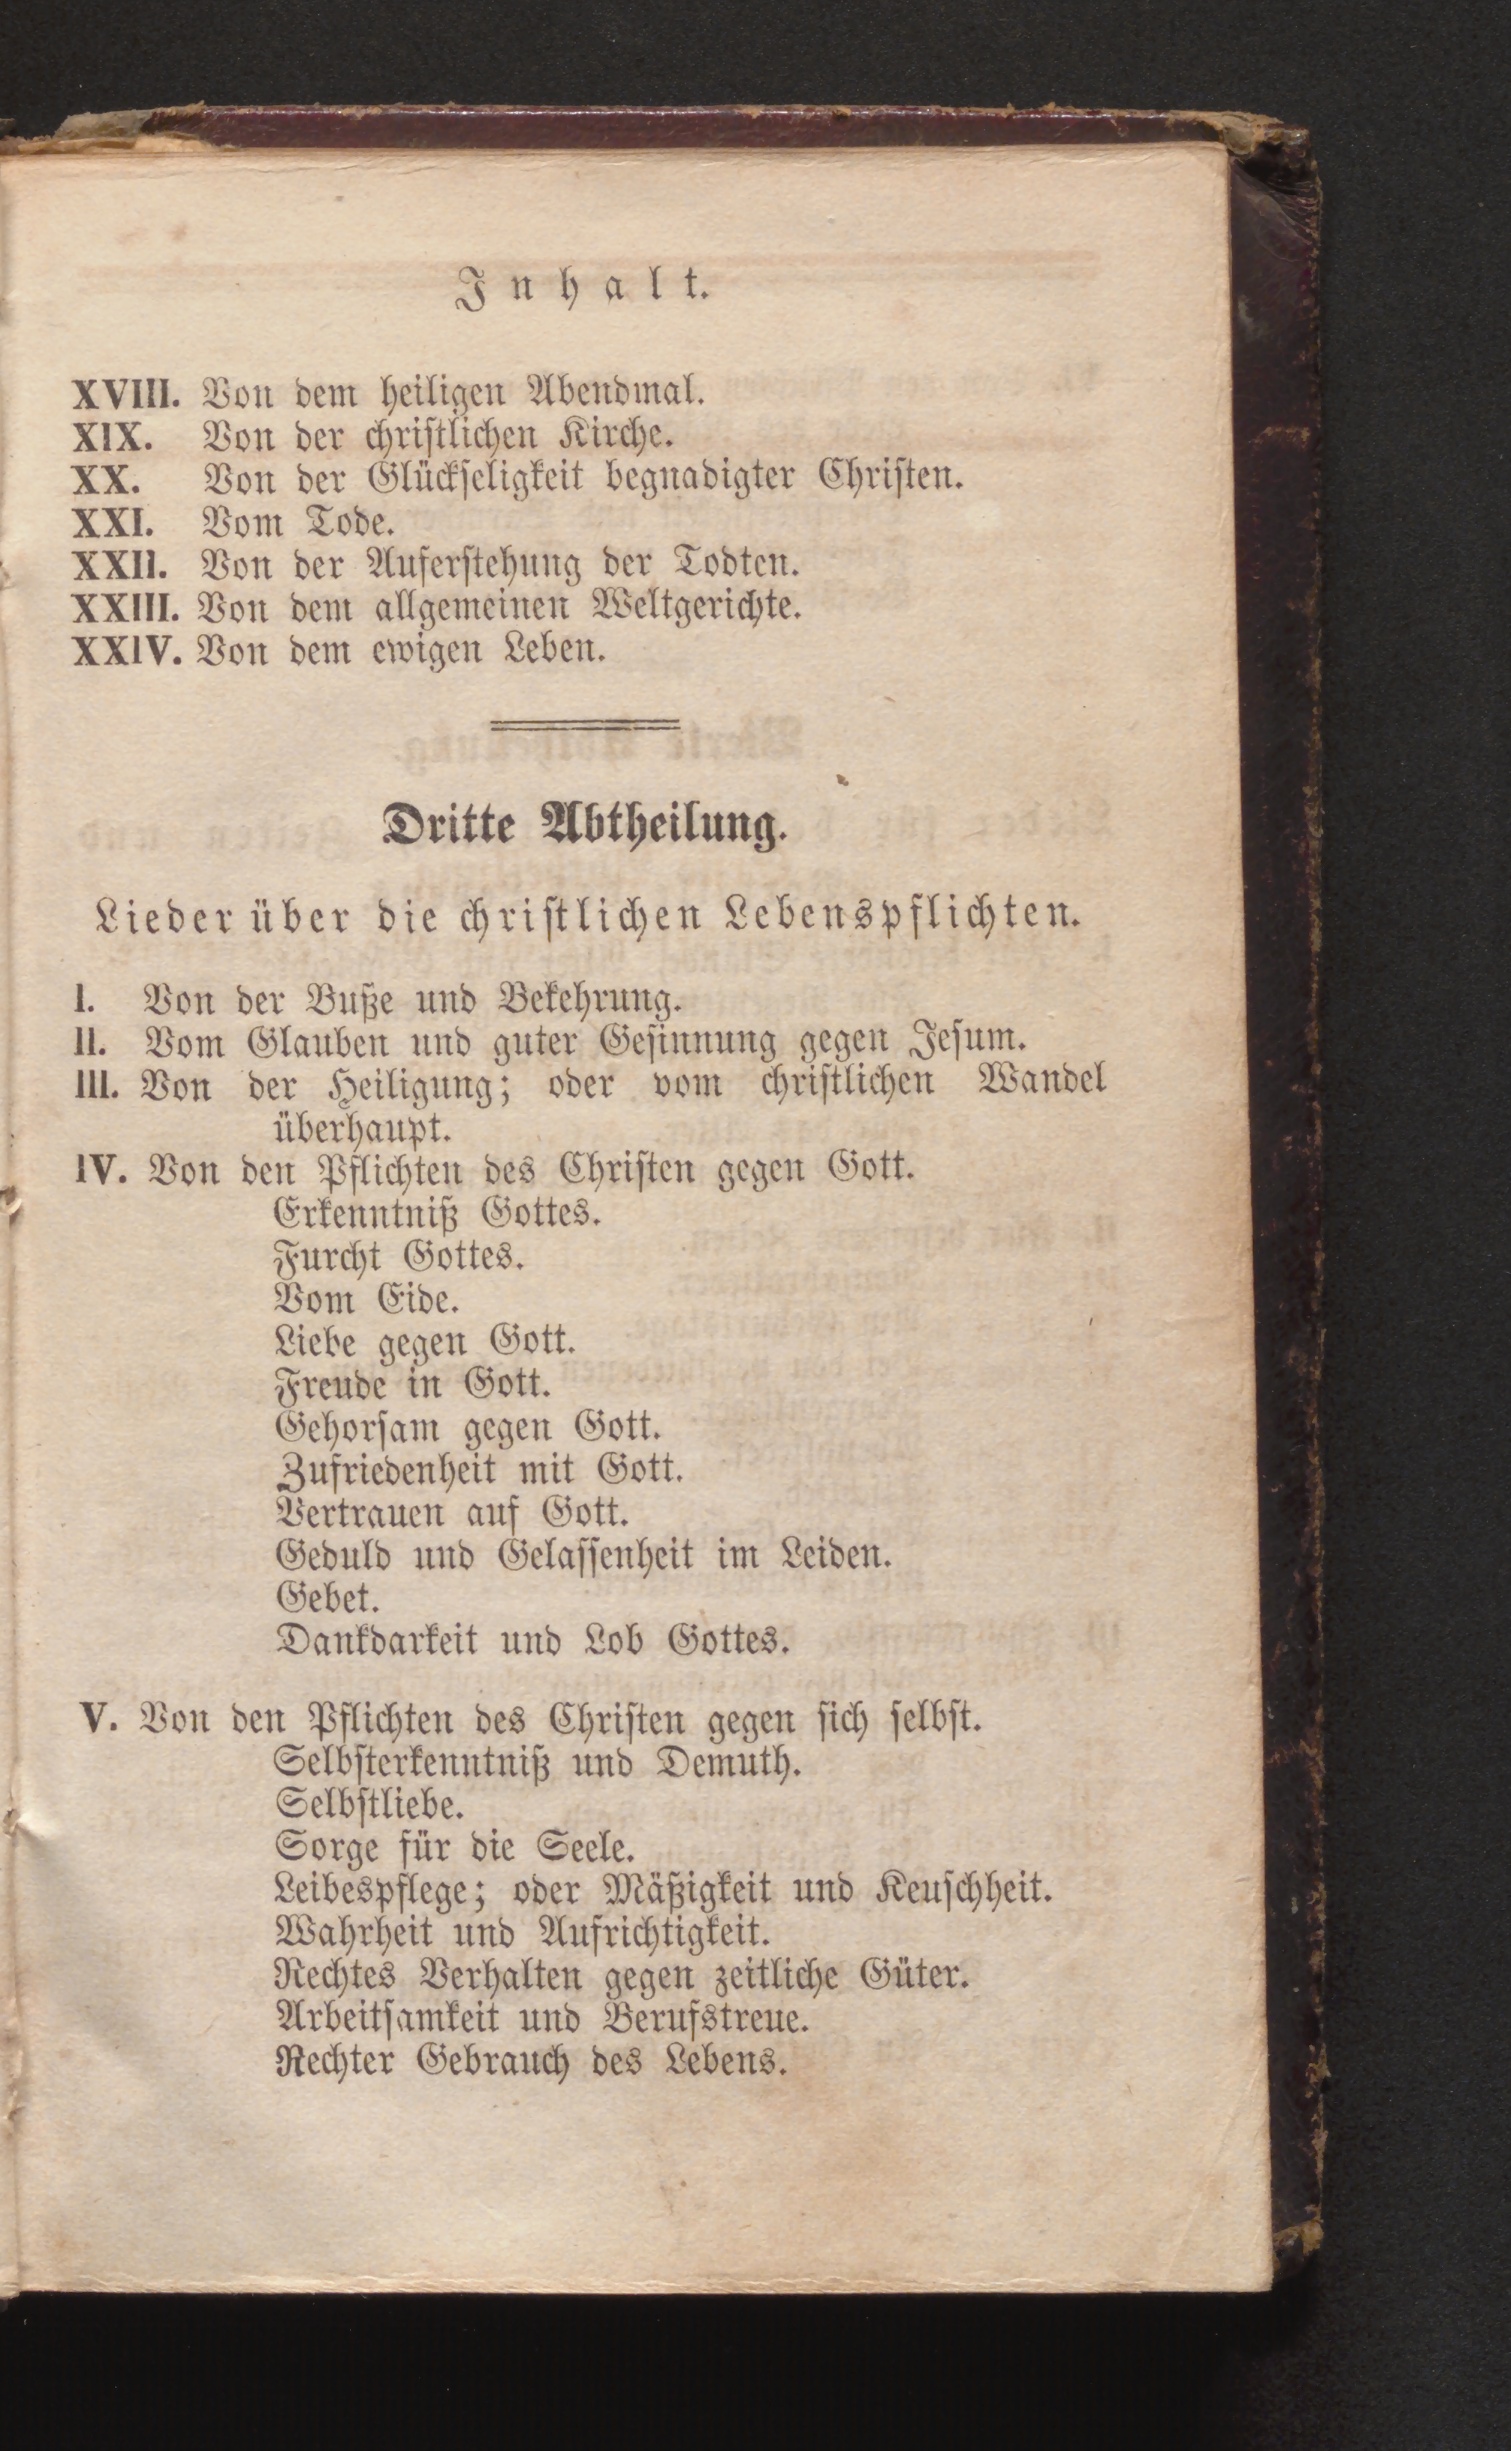 Inhalt.
XVIII. Von dem heiligen Abendmal.
XIX. Von der chriſtlichen Kirche.
XX. Von der Glückſeligkeit begnadigter Chriſten.
XXI. Vom Tode.
XXII. Von der Auferſtehung der Todten.
XXIII. Von dem allgemeinen Weltgerichte.
XXIV. Von dem ewigen Leben.
Dritte Abtheilung.
Lieder über die chriſtlichen Lebenspflichten.
I. Von der Buße und Bekehrung.
II. Vom Glauben und guter Geſinnung gegen Jeſum.
III. Von der Heiligung; oder vom chriſtlichen Wandel
überhaupt.
IV. Von den Pflichten des Chriſten gegen Gott.
Erkenntniß Gottes.
Furcht Gottes.
Vom Eide.
Liebe gegen Gott.
Freude in Gott.
Gehorſam gegen Gott.
Zufriedenheit mit Gott.
Vertrauen auf Gott.
Geduld und Gelaſſenheit im Leiden.
Gebet.
Dankdarkeit und Lob Gottes.
V. Von den Pflichten des Chriſten gegen ſich ſelbſt.
Selbſterkenntniß und Demuth.
Selbſtliebe.
Sorge für die Seele.
Leibespflege; oder Mäßigkeit und Keuſchheit.
Wahrheit und Aufrichtigkeit.
Rechtes Verhalten gegen zeitliche Güter.
Arbeitſamkeit und Berufstreue.
Rechter Gebrauch des Lebens.